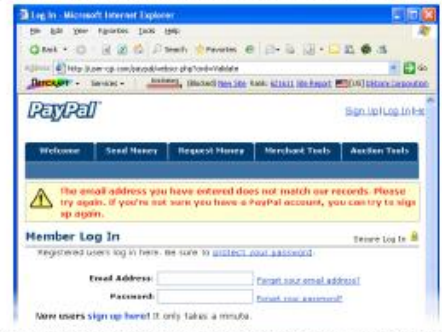 Log In - Microsoft Internet Explorer
File Edit View Favorites Tools Help
Back Search Favorites
Address
Netcraft Services New Site Rank: Site Report [US]
PayPal Sign Up | Log In |
Welcome Send Money Request Money Merchant Tools Auction Tools
The email address you have entered does not match our
records. Please
try again. If you're not sure you have a PayPal account, you can try to sign
up again.
Member Log In Secure Log In
Registered users log in here. Be sure to protect your password.
Email Address: Forgot your email address?
Password: Forgot your password?
New users sign up here! It only takes a minute.